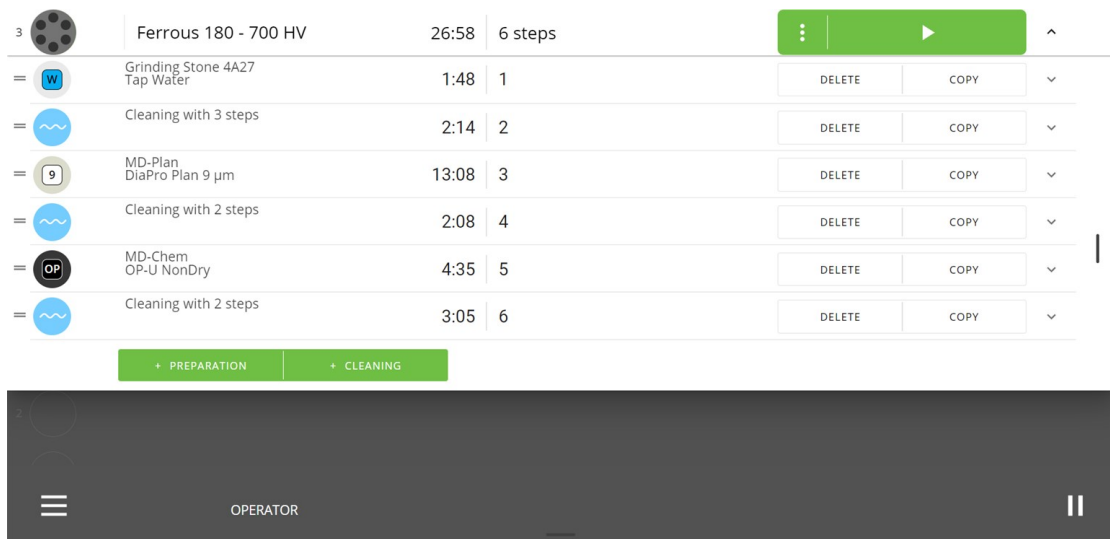 3 Ferrous 180 - 700 HV 26:58 6 steps
W Grinding Stone 4A27
Tap Water 1:48 1 DELETE COPY
Cleaning with 3 steps 2:14 2 DELETE COPY
9 MD-Plan
DiaPro Plan 9 µm 13:08 3 DELETE COPY
Cleaning with 2 steps 2:08 4 DELETE COPY
OP MD-Chem
OP-U NonDry 4:35 5 DELETE COPY
Cleaning with 2 steps 3:05 6 DELETE COPY
+ PREPARATION + CLEANING
2
OPERATOR